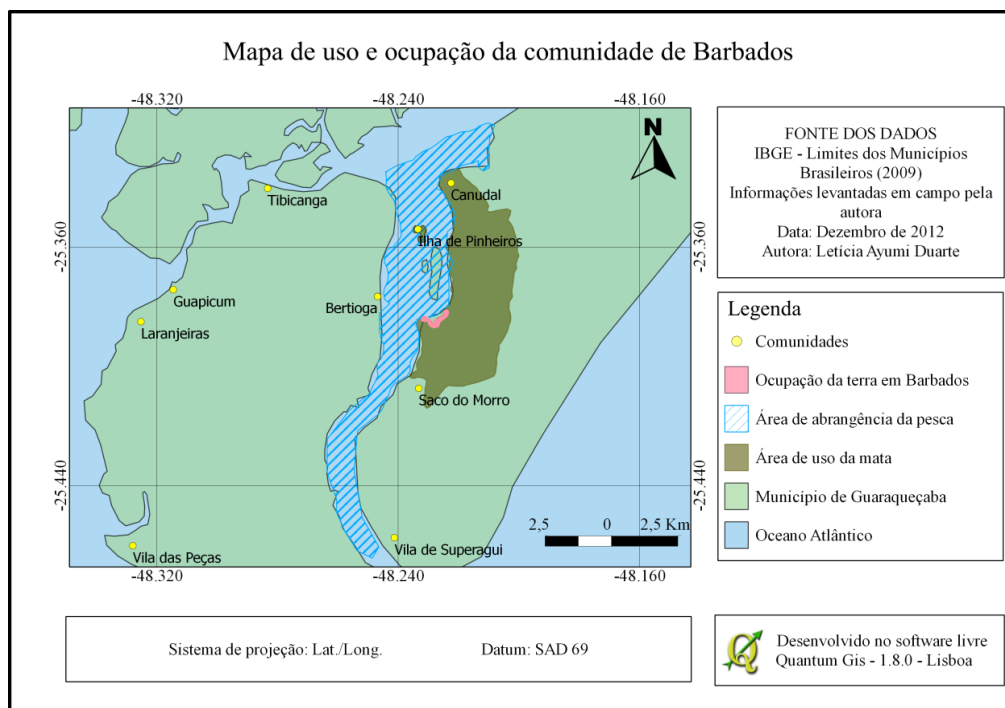 Mapa de uso e ocupação da comunidade de Barbados
-48.320
-48.240
-48.160
N
Canudal
Tibicanga
Ilha de Pinheiros
-25.360
-25.360
Guapicum
Bertioga
Laranjeiras
Saco do Morro
-25.440
-25.440
2,5
0
2,5 Km
Vila de Superagui
Vila das Peças
-48.320
-48.240
-48.160
FONTE DOS DADOS
IBGE - Limites dos Municípios
Brasileiros (2009)
Informações levantadas em campo pela
autora
Data: Dezembro de 2012
Autora: Letícia Ayumi Duarte
Legenda
Comunidades
Ocupação da terra em Barbados
Área de abrangência da pesca
Área de uso da mata
Município de Guaraqueçaba
Oceano Atlântico
Sistema de projeção: Lat./Long.
Datum: SAD 69
Desenvolvido no software livre
Quantum Gis - 1.8.0 - Lisboa